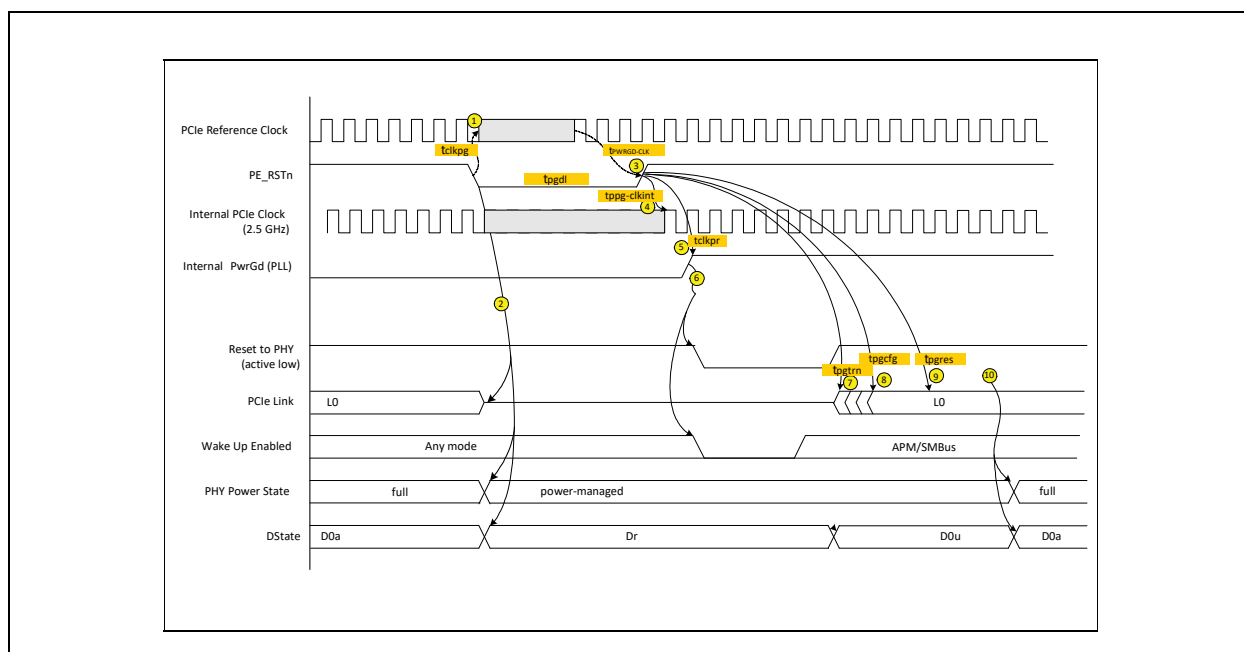 1
PCIe Reference Clock
tclkpg
tPWRGD-CLK
3
PE_RSTn
tpgdl
tppg-clkint
4
Internal PCIe Clock
(2.5 GHz)
tclkpr
5
Internal PwrGd (PLL)
6
2
Reset to PHY
(active low)
tpgcfg
tpgres
tpgtrn
7
8
9
10
PCIe Link
L0
L0
Wake Up Enabled
Any mode
APM/SMBus
PHY Power State
full
power-managed
full
DState
D0a
Dr
D0u
D0a